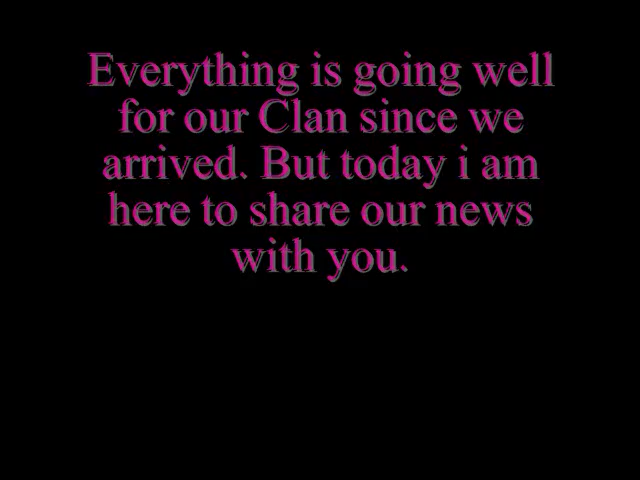 Everything is going well
for our Clan since we
arrived. But today i am
here to share our news
with you.